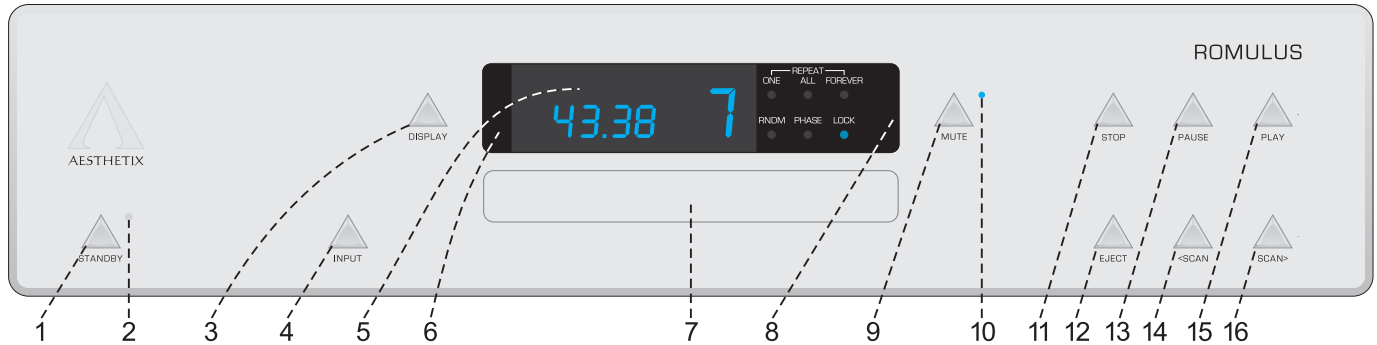 ROMULUS
REPEAT
ONE ALL FOREVER
43.38 7
RNDM PHASE LOCK
DISPLAY
MUTE
STOP
PAUSE
PLAY
AESTHETIX
STANDBY
INPUT
EJECT
<SCAN
SCAN>
1 2 3 4 5 6 7 8 9 10 11 12 13 14 15 16